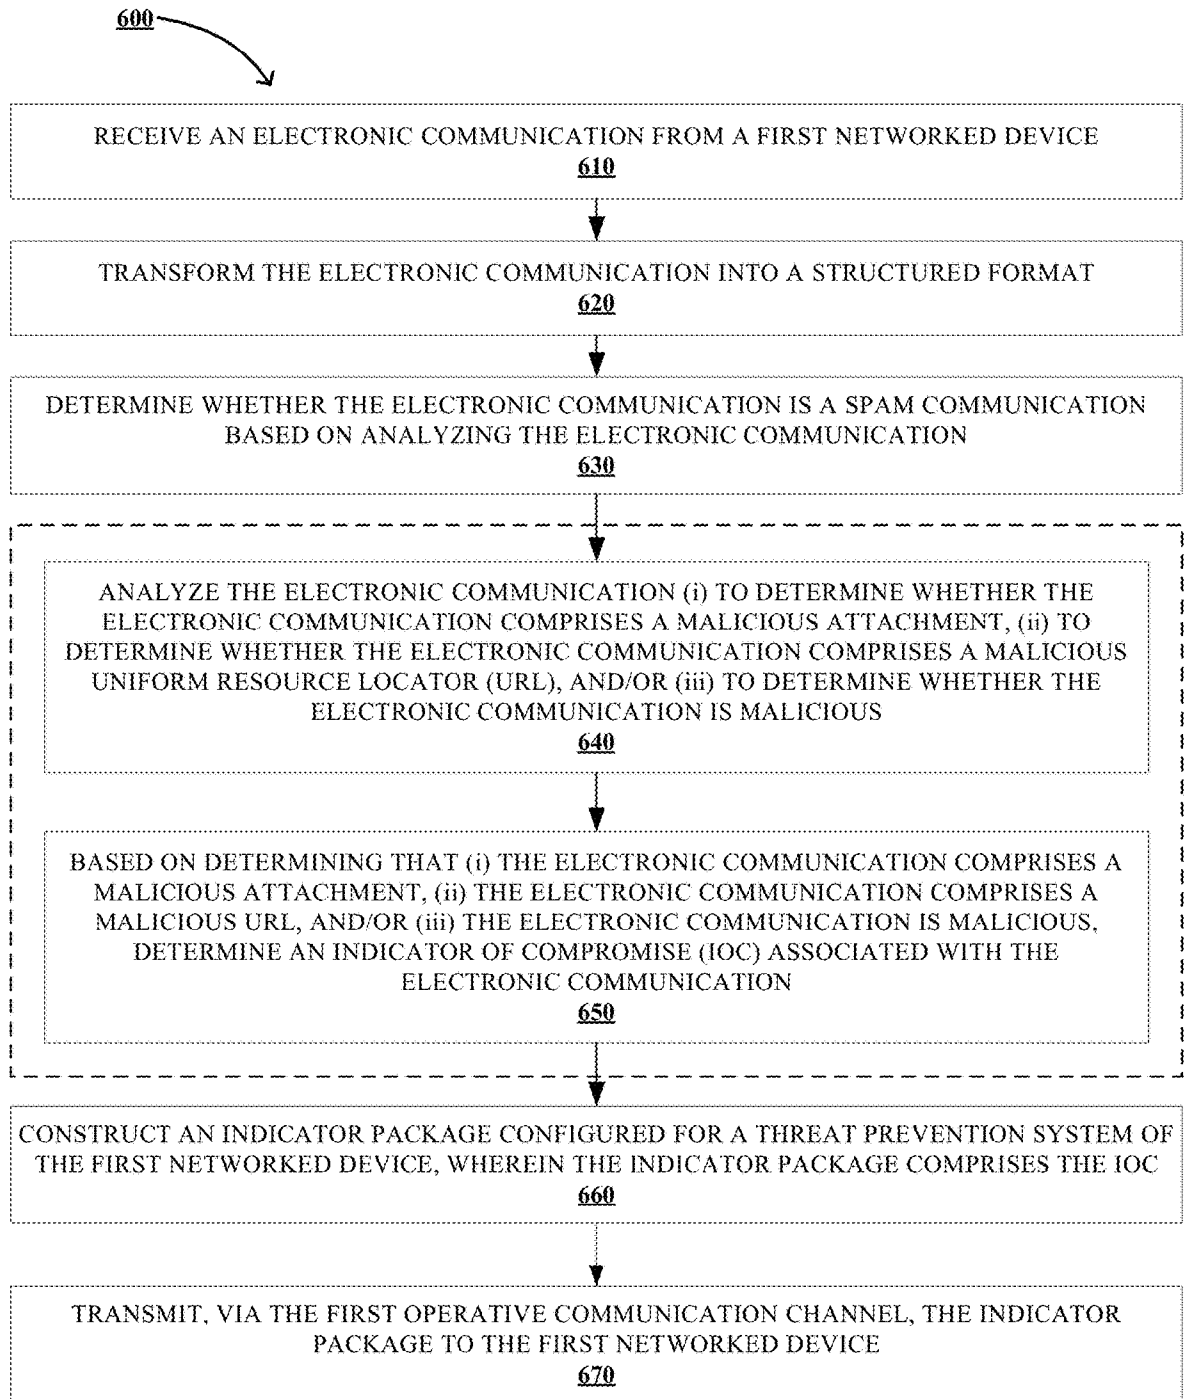 600
RECEIVE AN ELECTRONIC COMMUNICATION FROM A FIRST NETWORKED DEVICE
610
TRANSFORM THE ELECTRONIC COMMUNICATION INTO A STRUCTURED FORMAT
620
DETERMINE WHETHER THE ELECTRONIC COMMUNICATION IS A SPAM COMMUNICATION
BASED ON ANALYZING THE ELECTRONIC COMMUNICATION
630
ANALYZE THE ELECTRONIC COMMUNICATION (i) TO DETERMINE WHETHER THE
ELECTRONIC COMMUNICATION COMPRISES A MALICIOUS ATTACHMENT, (ii) TO
DETERMINE WHETHER THE ELECTRONIC COMMUNICATION COMPRISES A MALICIOUS
UNIFORM RESOURCE LOCATOR (URL), AND/OR (iii) TO DETERMINE WHETHER THE
ELECTRONIC COMMUNICATION IS MALICIOUS
640
BASED ON DETERMINING THAT (i) THE ELECTRONIC COMMUNICATION COMPRISES A
MALICIOUS ATTACHMENT, (ii) THE ELECTRONIC COMMUNICATION COMPRISES A
MALICIOUS URL, AND/OR (iii) THE ELECTRONIC COMMUNICATION IS MALICIOUS,
DETERMINE AN INDICATOR OF COMPROMISE (IOC) ASSOCIATED WITH THE
ELECTRONIC COMMUNICATION
650
CONSTRUCT AN INDICATOR PACKAGE CONFIGURED FOR A THREAT PREVENTION SYSTEM OF
THE FIRST NETWORKED DEVICE, WHEREIN THE INDICATOR PACKAGE COMPRISES THE IOC
660
TRANSMIT, VIA THE FIRST OPERATIVE COMMUNICATION CHANNEL, THE INDICATOR
PACKAGE TO THE FIRST NETWORKED DEVICE
670